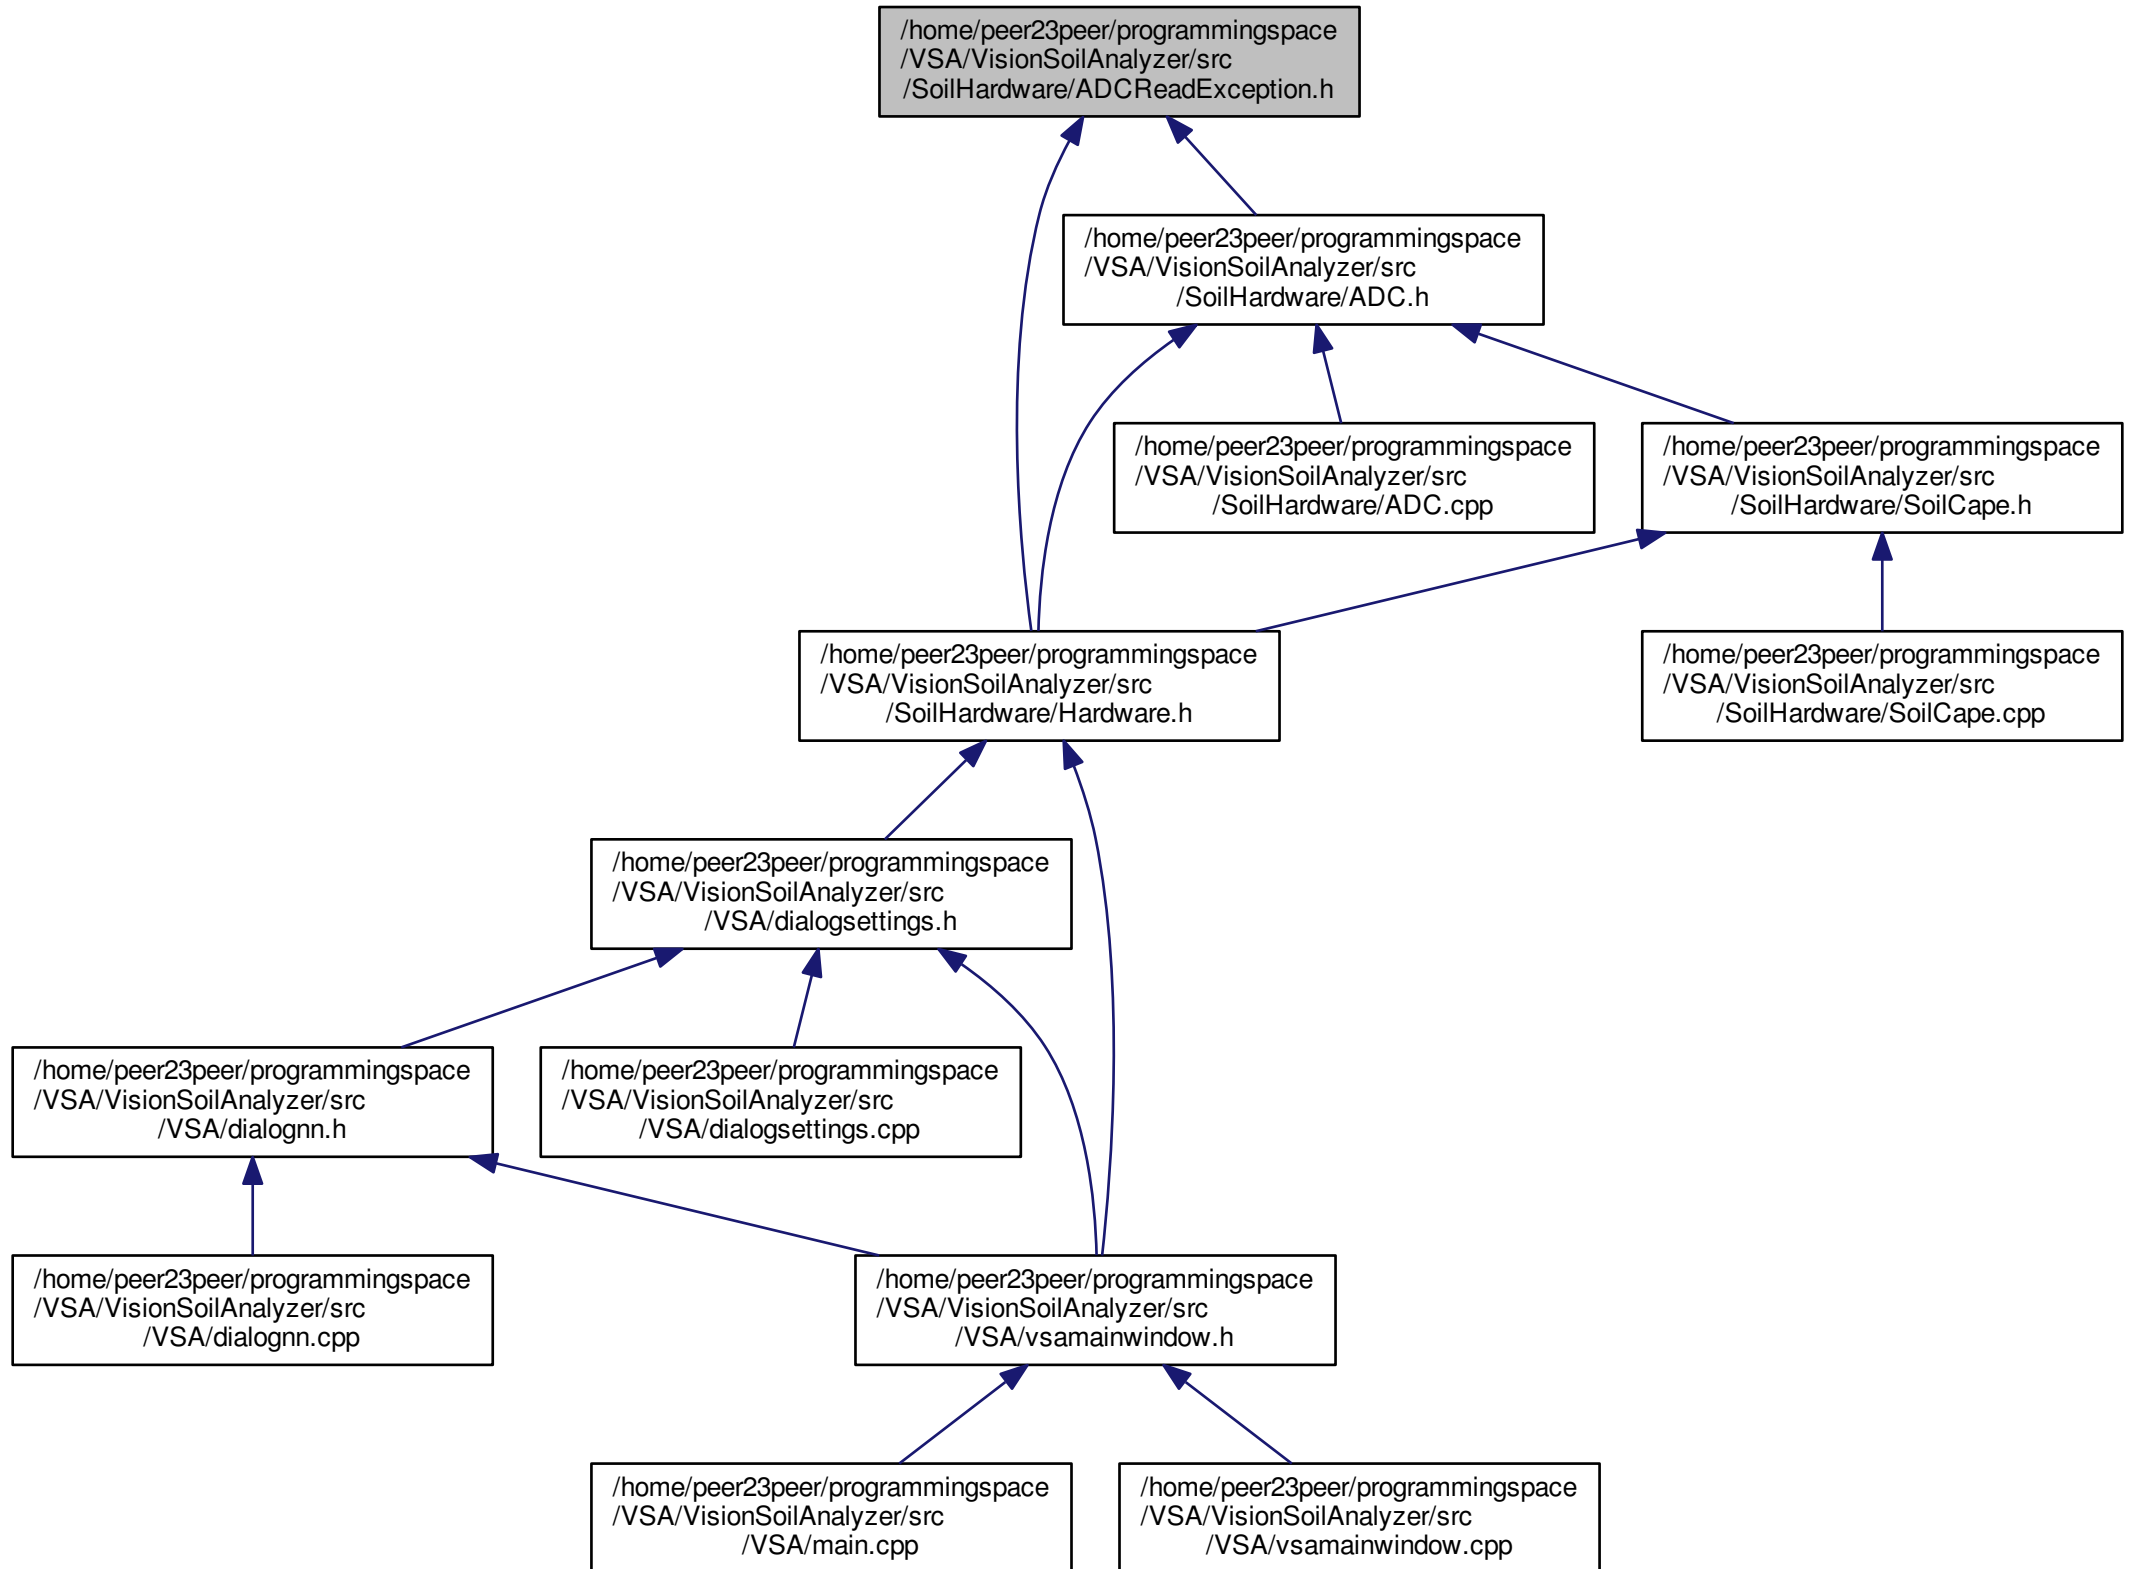 /home/peer23peer/programmingspace
/VSA/VisionSoilAnalyzer/src
/SoilHardware/ADCReadException.h
/home/peer23peer/programmingspace
/VSA/VisionSoilAnalyzer/src
/SoilHardware/ADC.h
/home/peer23peer/programmingspace
/VSA/VisionSoilAnalyzer/src
/SoilHardware/ADC.cpp
/home/peer23peer/programmingspace
/VSA/VisionSoilAnalyzer/src
/SoilHardware/SoilCape.h
/home/peer23peer/programmingspace
/VSA/VisionSoilAnalyzer/src
/SoilHardware/Hardware.h
/home/peer23peer/programmingspace
/VSA/VisionSoilAnalyzer/src
/SoilHardware/SoilCape.cpp
/home/peer23peer/programmingspace
/VSA/VisionSoilAnalyzer/src
/VSA/dialogsettings.h
/home/peer23peer/programmingspace
/VSA/VisionSoilAnalyzer/src
/VSA/dialognn.h
/home/peer23peer/programmingspace
/VSA/VisionSoilAnalyzer/src
/VSA/dialogsettings.cpp
/home/peer23peer/programmingspace
/VSA/VisionSoilAnalyzer/src
/VSA/dialognn.cpp
/home/peer23peer/programmingspace
/VSA/VisionSoilAnalyzer/src
/VSA/vsamainwindow.h
/home/peer23peer/programmingspace
/VSA/VisionSoilAnalyzer/src
/VSA/main.cpp
/home/peer23peer/programmingspace
/VSA/VisionSoilAnalyzer/src
/VSA/vsamainwindow.cpp